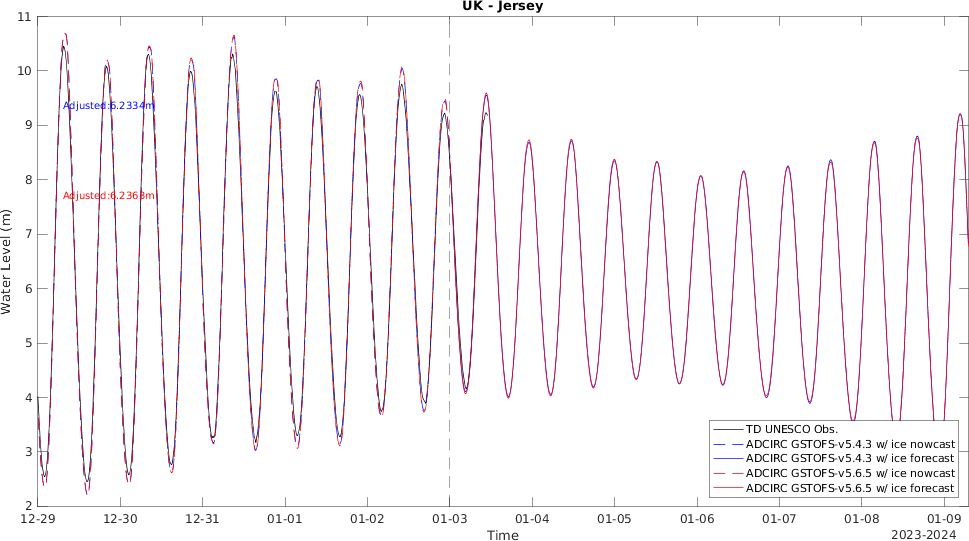 UK - Jersey
11
10
9
8
7
6
5
4
3
2
Water Level (m)
Adjusted:6.2334m
Adjusted:6.2363m
TD UNESCO Obs.
ADCIRC GSTOFS-v5.4.3 w/ ice nowcast
ADCIRC GSTOFS-v5.4.3 w/ ice forecast
ADCIRC GSTOFS-v5.6.5 w/ ice nowcast
ADCIRC GSTOFS-v5.6.5 w/ ice forecast
12-29 12-30 12-31 01-01 01-02 01-03 01-04 01-05 01-06 01-07 01-08 01-09
Time
2023-2024